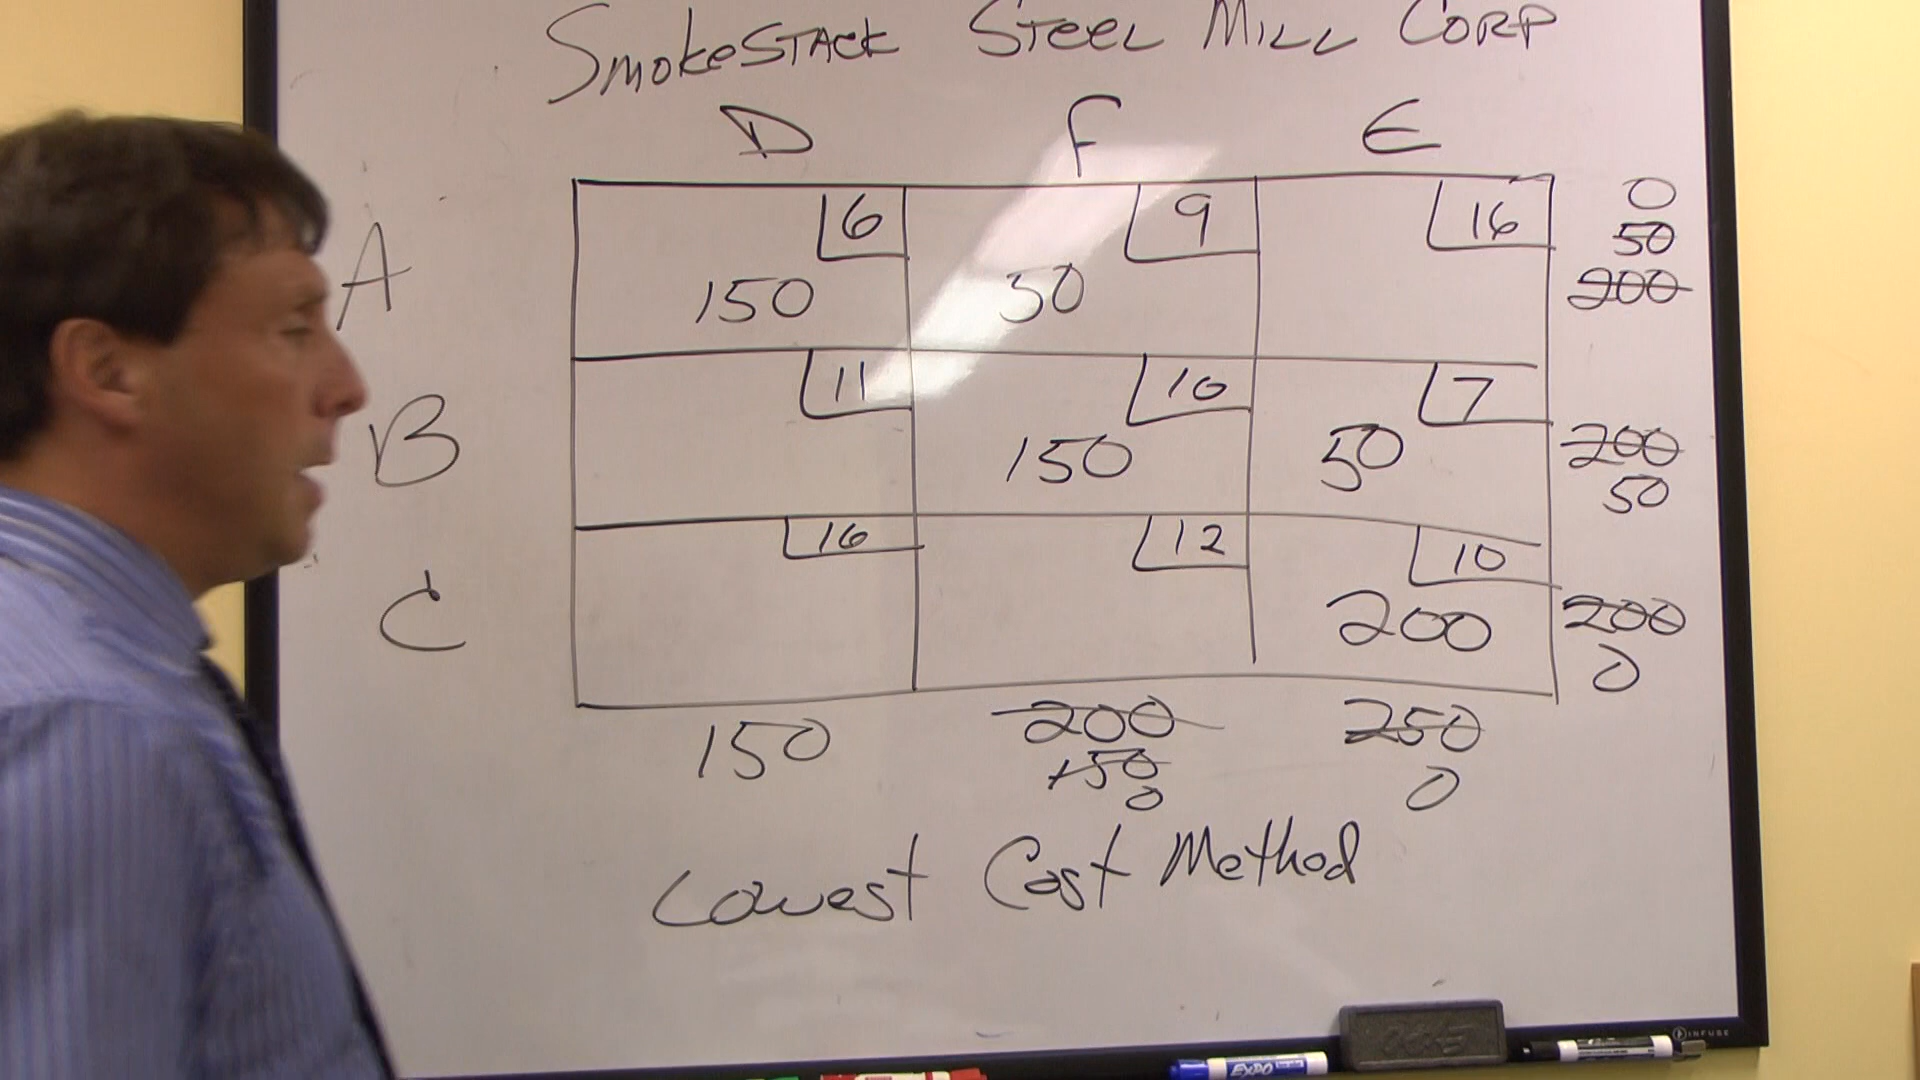 SmokeSTACK STeeL MILL CORP
D F E
6 9 16 0
50
A 150 50 200
11 10 7
B 150 50 200
50
16 12 10
C 200 200
0
150 200 250
150 0
0
Lowest Cost Method
INFUSE
EXPO